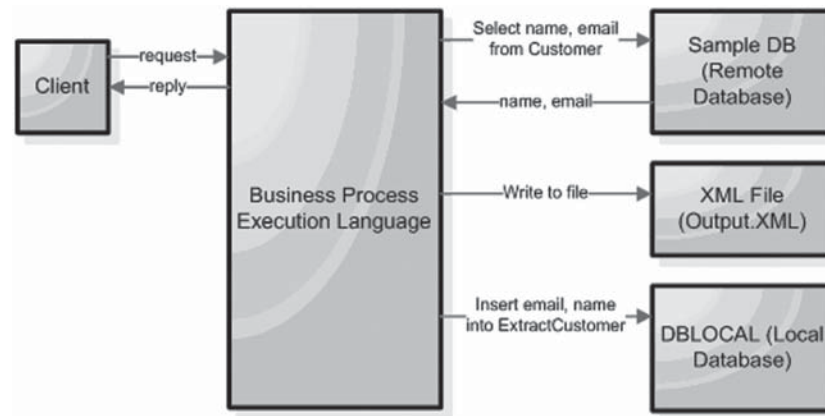 Client
request
reply
Business Process
Execution Language
Select name, email
from Customer
name, email
Sample DB
(Remote
Database)
Write to file
XML File
(Output.XML)
Insert email, name
into ExtractCustomer
DBLOCAL (Local
Database)